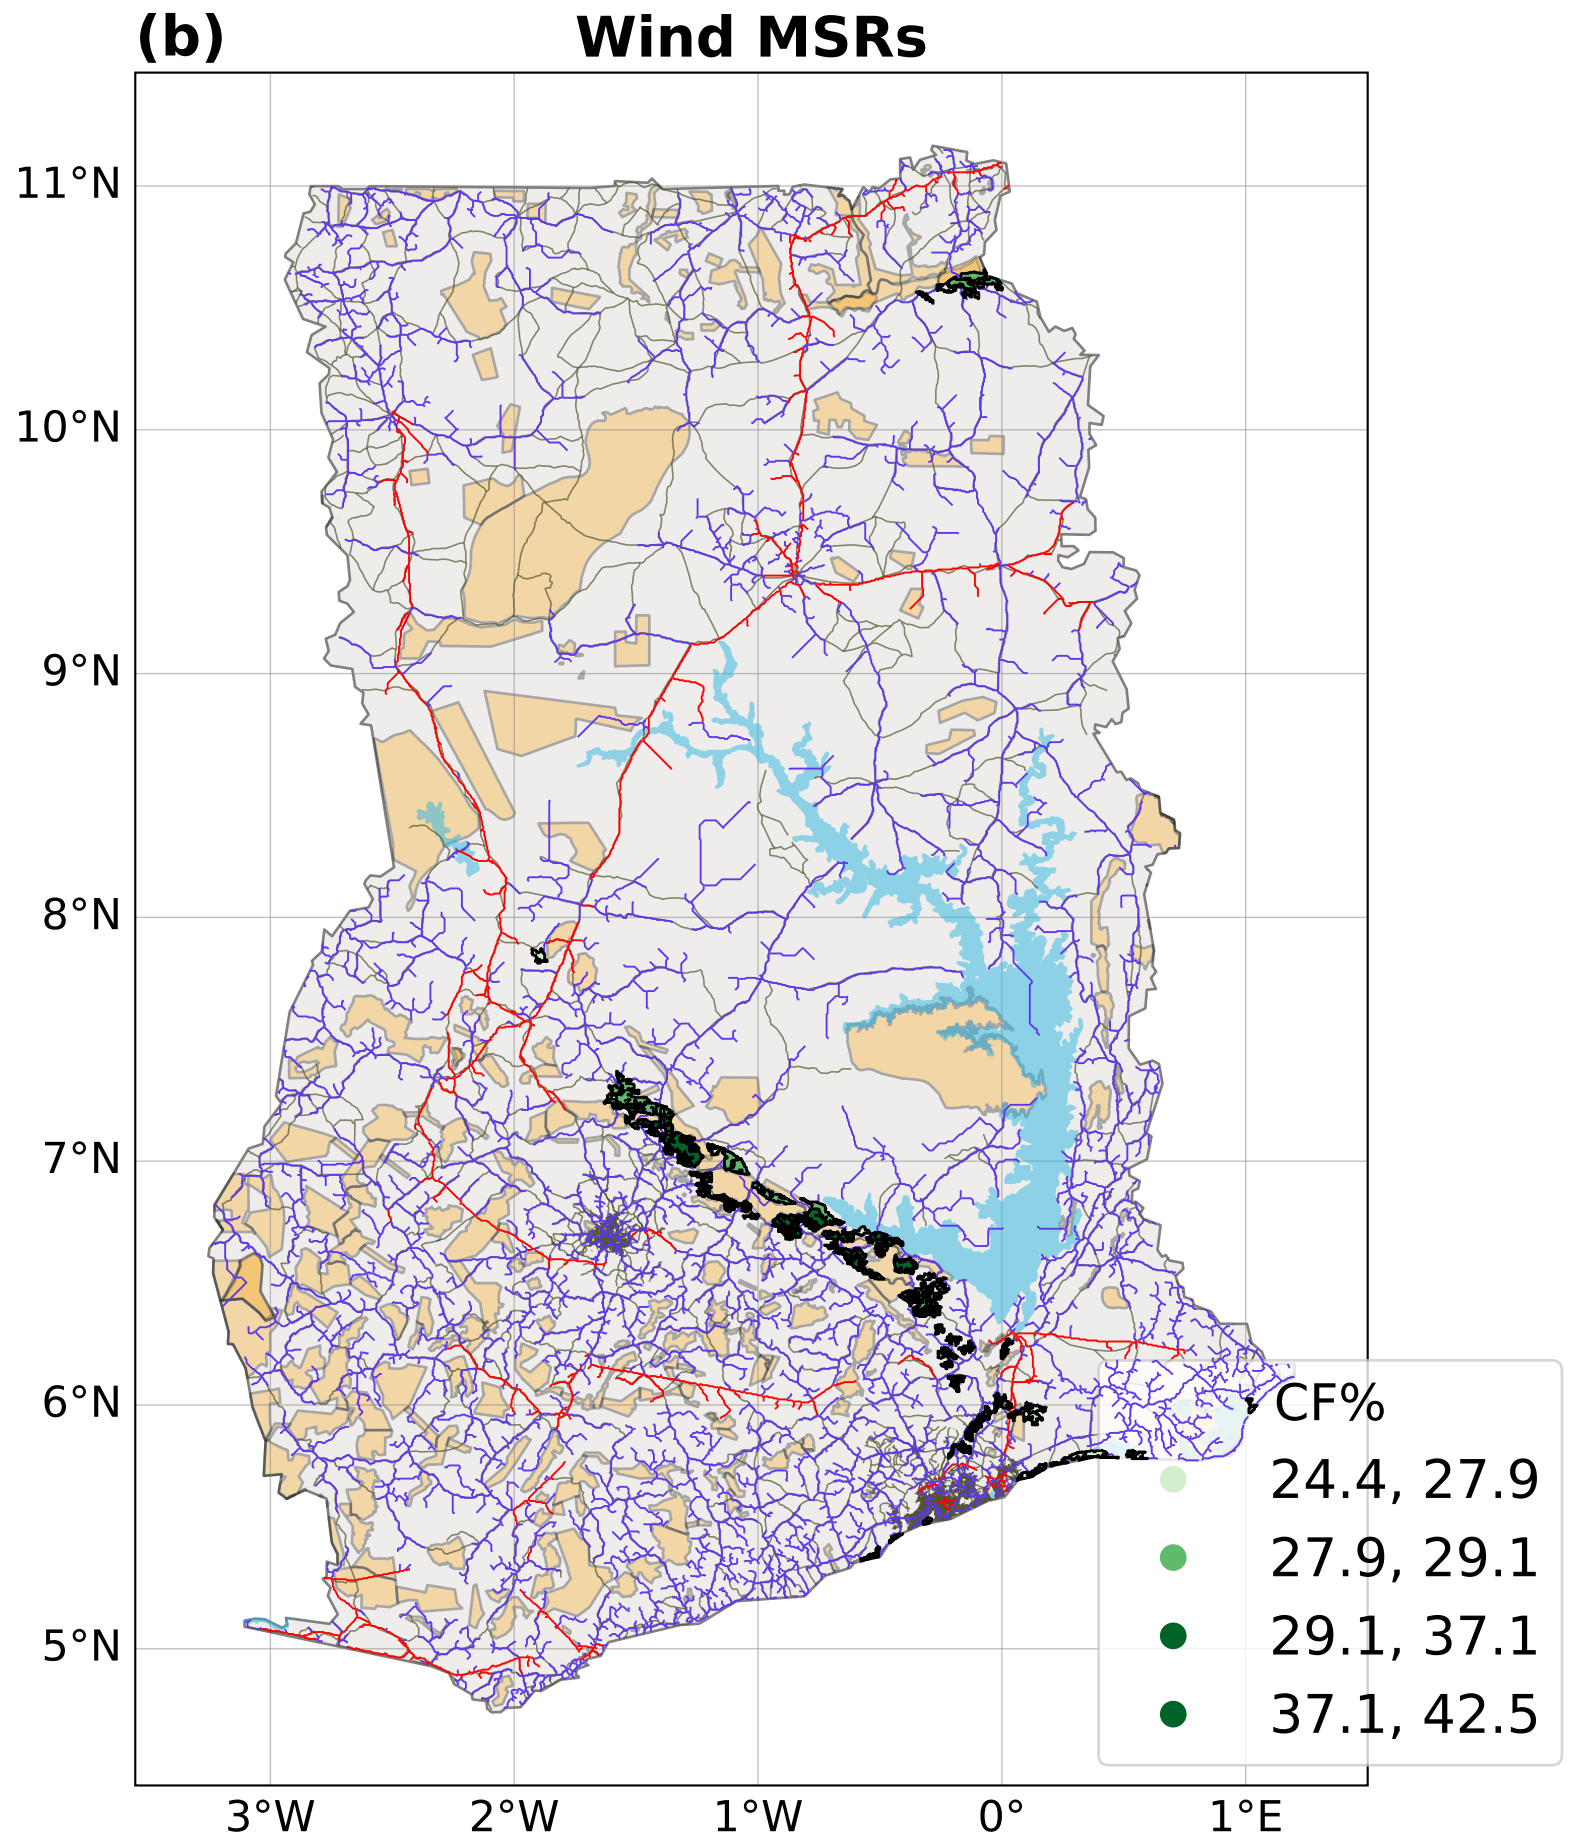 (b) Wind MSRs
11°N
10°N
9°N
8°N
7°N
6°N
5°N
3°W 2°W 1°W 0° 1°E
CF%
24.4, 27.9
27.9, 29.1
29.1, 37.1
37.1, 42.5